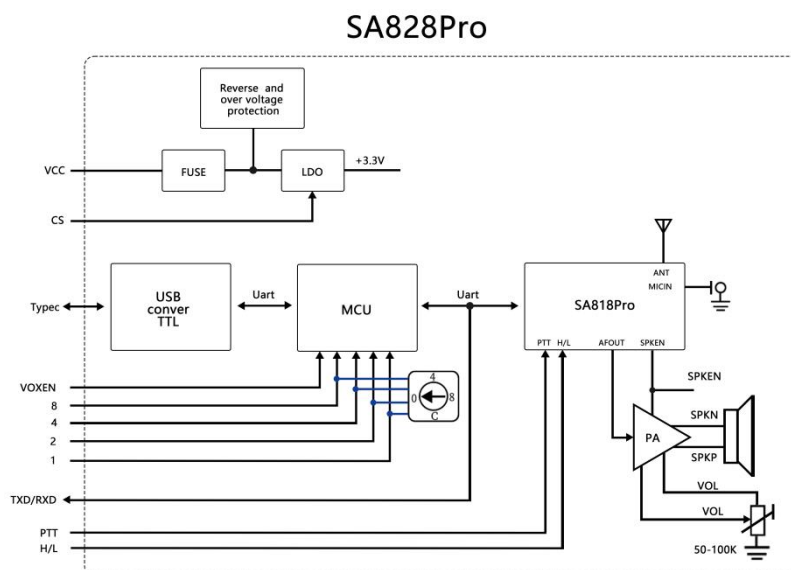 SA828Pro
Reverse and
over voltage
protection
VCC
FUSE
LDO
+3.3V
CS
ANT
MICIN
Typec
USB
conver
TTL
Uart
MCU
Uart
SA818Pro
PTT H/L AFOUT SPKEN
VOXEN
8
4
2
1
4
0 8
C
SPKEN
SPKN
PA
SPKP
VOL
TXD/RXD
VOL
PTT
H/L
50-100K